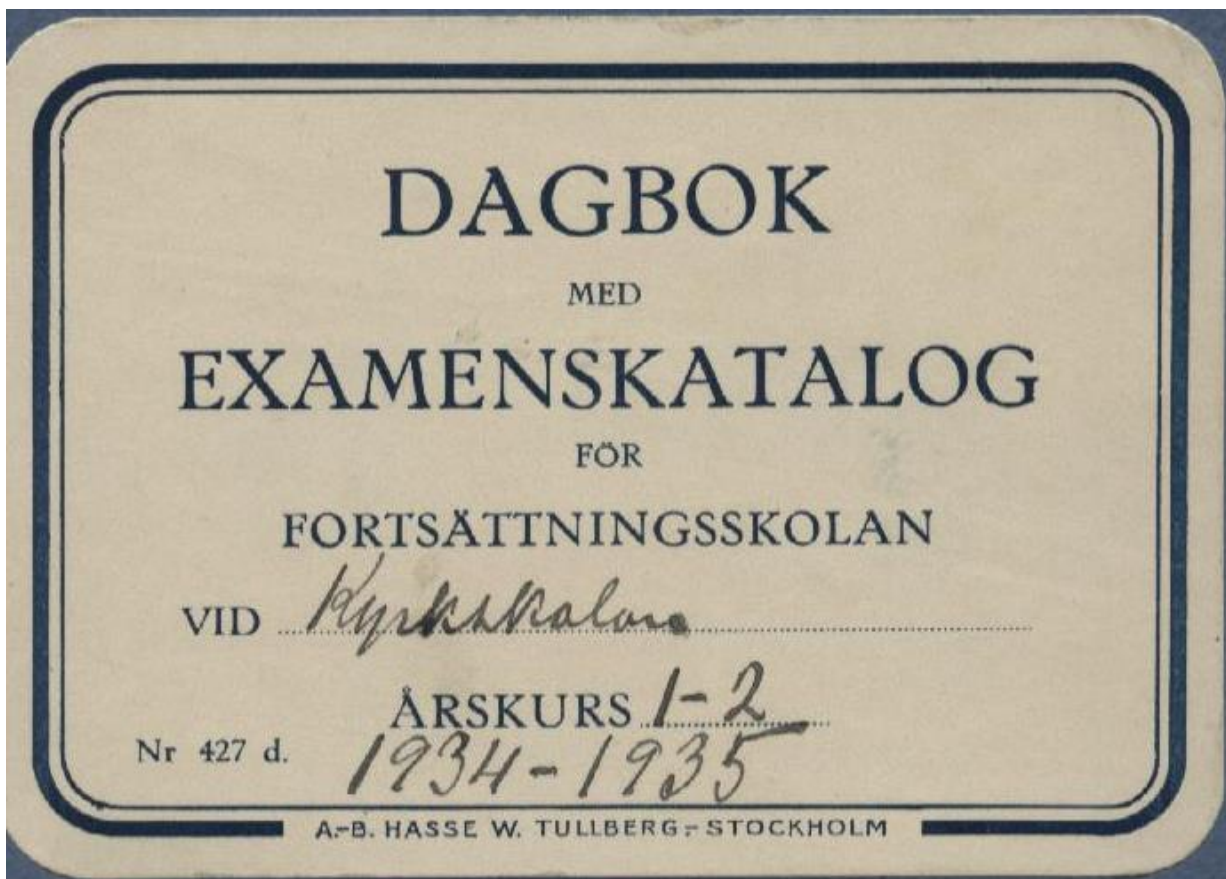 DAGBOK
MED
EXAMENSKATALOG
FÖR
FORTSÄTTNINGSSKOLAN
VID Kyrkskolan
ÅRSKURS 1-2
Nr 427 d. 1934-1935
A.-B. HASSE W. TULLBERG,- STOCKHOLM